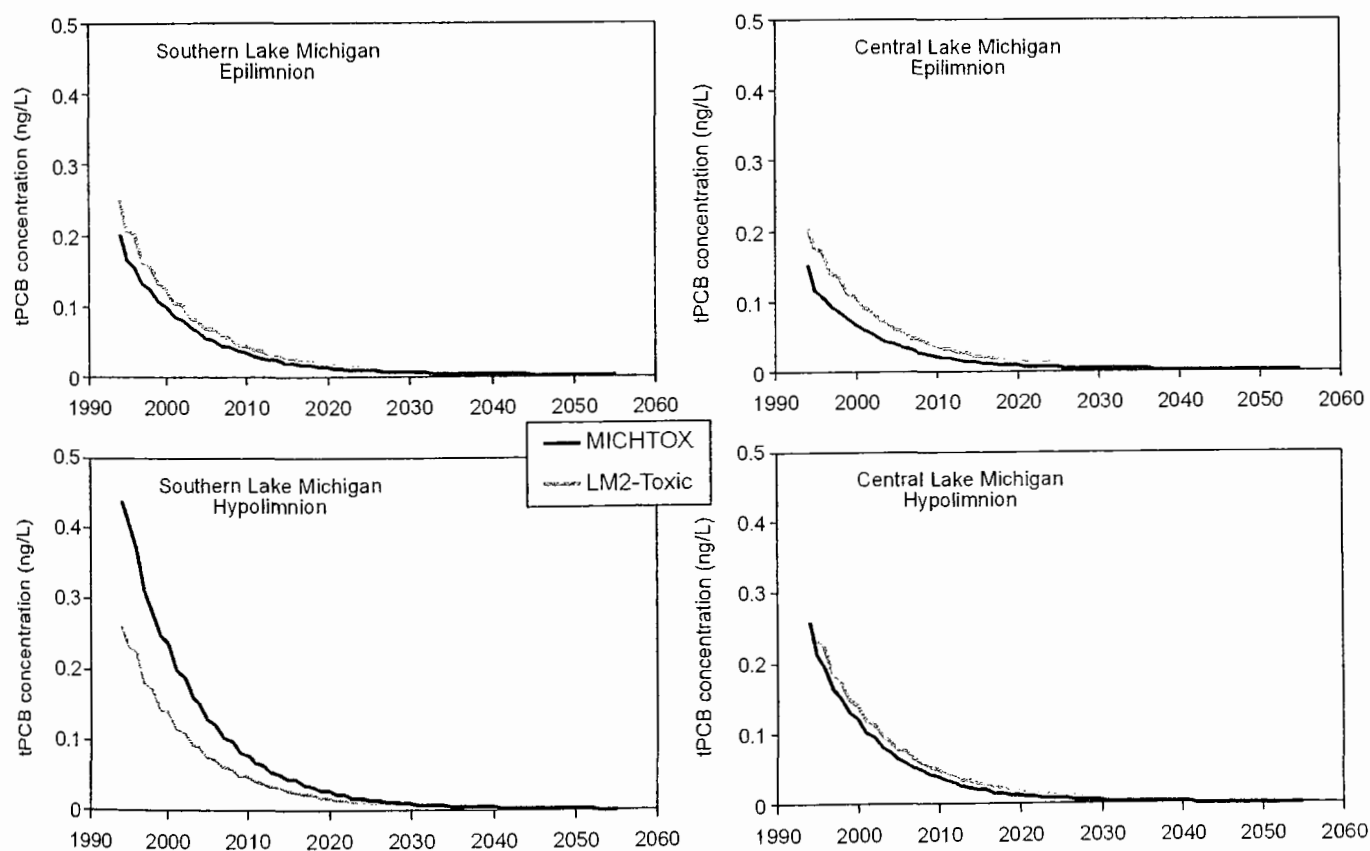 Southern Lake Michigan
Epilimnion
tPCB concentration (ng/L)
0.5
0.4
0.3
0.2
0.1
0
1990 2000 2010 2020 2030 2040 2050 2060
Central Lake Michigan
Epilimnion
tPCB concentration (ng/L)
0.5
0.4
0.3
0.2
0.1
0
1990 2000 2010 2020 2030 2040 2050 2060
MICHTOX
LM2-Toxic
Southern Lake Michigan
Hypolimnion
tPCB concentration (ng/L)
0.5
0.4
0.3
0.2
0.1
0
1990 2000 2010 2020 2030 2040 2050 2060
Central Lake Michigan
Hypolimnion
tPCB concentration (ng/L)
0.5
0.4
0.3
0.2
0.1
0
1990 2000 2010 2020 2030 2040 2050 2060